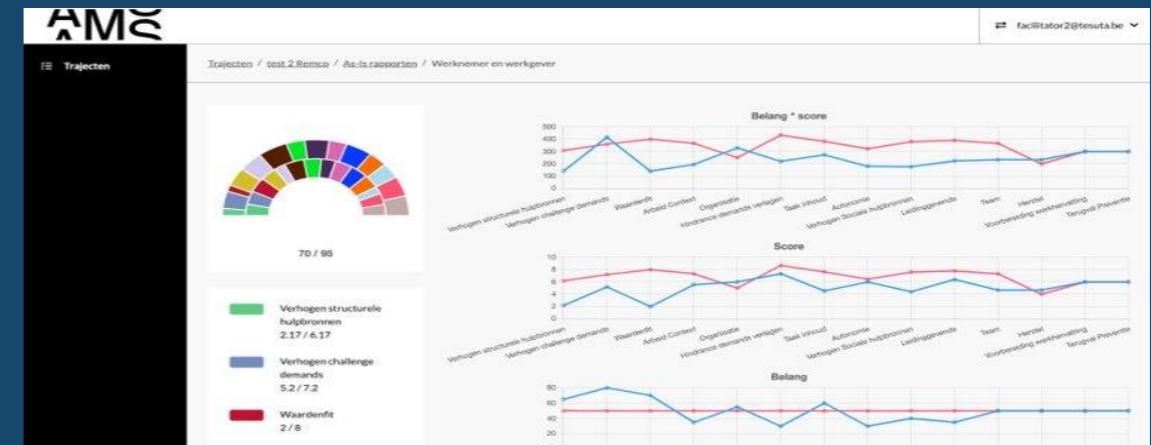 AMS
facilitator2@tesuta.be
Trajecten
Trajecten / test 2 Remco / As-Is rapporten / Werknemer en werkgever
70 / 95
Verhogen structurele
hulpbronnen
2.17 / 6.17
Verhogen challenge
demands
5.2 / 7.2
Waardenfit
2 / 8
Belang * score
500
400
300
200
100
0
Verhogen structurele hulpbronnen
Verhogen challenge demands
Waardenfit
Arbeid Context
Organisatie
Hindrance demands verlagen
Taak inhoud
Autonomie
Verhogen Sociale hulpbronnen
Leidinggevende
Team
Herstel
Voorbereiding werkhervatting
Terugval Preventie
Score
10
8
6
4
2
0
Verhogen structurele hulpbronnen
Verhogen challenge demands
Waardenfit
Arbeid Context
Organisatie
Hindrance demands verlagen
Taak inhoud
Autonomie
Verhogen Sociale hulpbronnen
Leidinggevende
Team
Herstel
Voorbereiding werkhervatting
Terugval Preventie
Belang
80
60
40
20